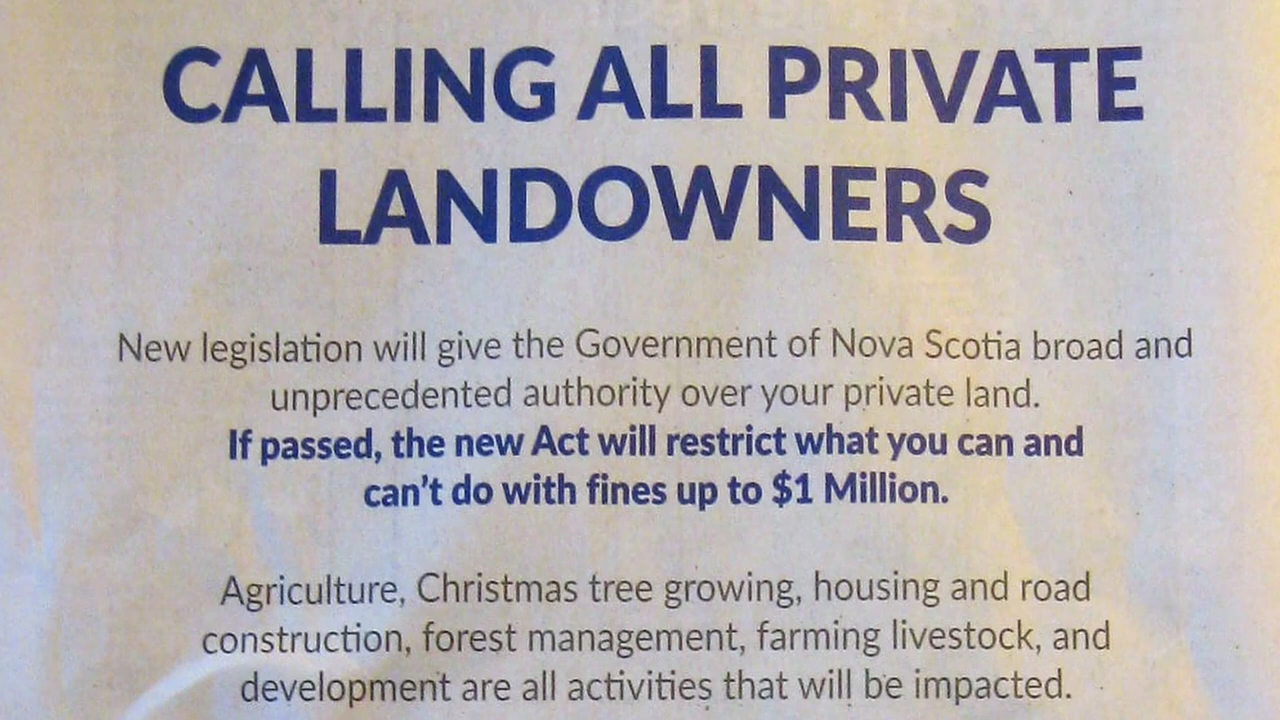 CALLING ALL PRIVATE
LANDOWNERS
New legislation will give the Government of Nova Scotia broad and
unprecedented authority over your private land.
If passed, the new Act will restrict what you can and
can't do with fines up to $1 Million.
Agriculture, Christmas tree growing, housing and road
construction, forest management, farming livestock, and
development are all activities that will be impacted.